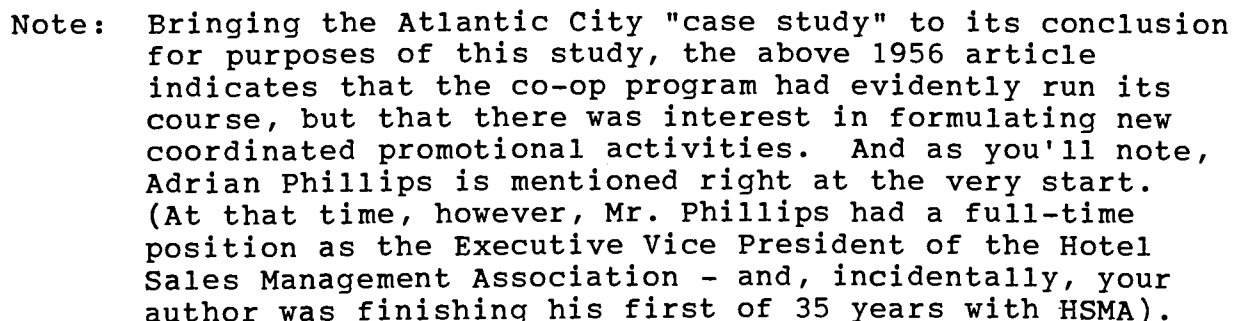 Note: Bringing the Atlantic City "case study" to its conclusion
for purposes of this study, the above 1956 article
indicates that the co-op program had evidently run its
course, but that there was interest in formulating new
coordinated promotional activities. And as you'll note,
Adrian Phillips is mentioned right at the very start.
(At that time, however, Mr. Phillips had a full-time
position as the Executive Vice President of the Hotel
Sales Management Association - and, incidentally, your
author was finishing his first of 35 years with HSMA).